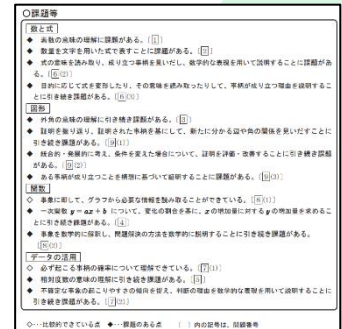 〇課題等
数と式
◆ 素数の意味の理解に課題がある。〔1〕
◆ 数量を文字を用いた式で表すことに課題がある。〔2〕
◆ 式の意味を読み取り、成り立つ事柄を見いだし、数学的な表現を用いて説明することに課題があ
る。〔6(2)〕
◆ 目的に応じて式を変形したり、その意味を読み取ったりして、事柄が成り立つ理由を説明するこ
とに引き続き課題がある。〔6(3)〕
図形
◆ 外角の意味の理解に引き続き課題がある。〔3〕
◆ 証明を振り返り、証明された事柄を基にして、新たに分かる辺や角の関係を見いだすことに
引き続き課題がある。〔9(1)〕
◆ 統合的・発展的に考え、条件を変えた場合について、証明を評価・改善することに引き続き課題
がある。〔9(2)〕
◆ ある事柄が成り立つことを構想に基づいて証明することに課題がある。〔9(3)〕
関数
◇ 事象に即して、グラフから必要な情報を読み取ることができている。〔8(1)〕
◆ 一次関数 y=ax+b について、変化の割合を基に、xの増加量に対するyの増加量を求めるこ
とに引き続き課題がある。〔4〕
◆ 事象を数学的に解釈し、問題解決の方法を数学的に説明することに引き続き課題がある。
〔8(2)〕
データの活用
◇ 必ず起こる事柄の確率について理解できている。〔7(1)〕
◆ 相対度数の意味の理解に引き続き課題がある。〔5〕
◆ 不確定な事象の起こりやすさの傾向を捉え、判断の理由を数学的な表現を用いて説明することに
引き続き課題がある。〔7(2)〕
◇…比較的できている点 ◆…課題のある点 〔 〕内の記号は、問題番号